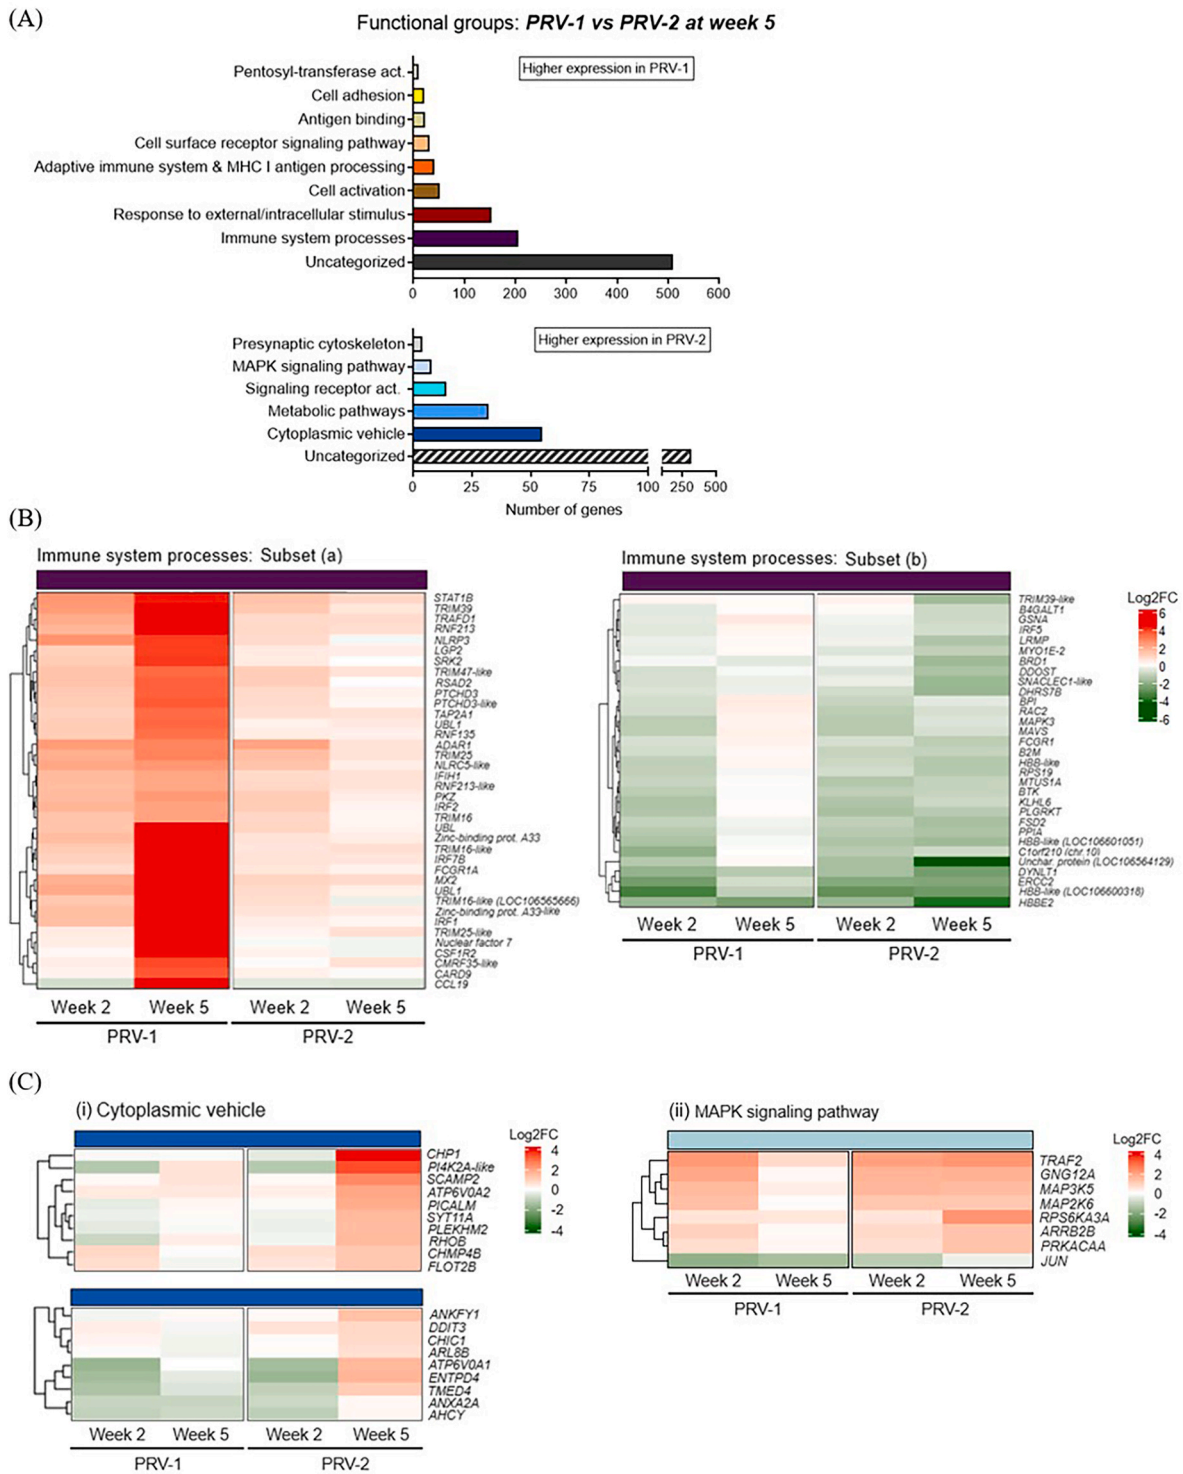 (A)
Functional groups: PRV-1 vs PRV-2 at week 5
Higher expression in PRV-1
Pentosyl-transferase act.
Cell adhesion
Antigen binding
Cell surface receptor signaling pathway
Adaptive immune system & MHC I antigen processing
Cell activation
Response to external/intracellular stimulus
Immune system processes
Uncategorized
0 100 200 300 400 500 600
Higher expression in PRV-2
Presynaptic cytoskeleton
MAPK signaling pathway
Signaling receptor act.
Metabolic pathways
Cytoplasmic vehicle
Uncategorized
0 25 50 75 100 250 500
Number of genes
(B)
Immune system processes: Subset (a)
STAT1B
TRIM39
TRAFD1
RNF213
NLRP3
LGP2
SRK2
TRIM47-like
RSAD2
PTCHD3
PTCHD3-like
TAP2A1
UBL1
RNF135
ADAR1
TRIM25
NLRC5-like
IFIH1
RNF213-like
PKZ
IRF2
TRIM16
UBL
Zinc-binding prot. A33
TRIM16-like
IRF7B
FCGR1A
MX2
UBL1
TRIM16-like (LOC106565666)
Zinc-binding prot. A33-like
IRF1
TRIM25-like
Nuclear factor 7
CSF1R2
CMRF35-like
CARD9
CCL19
Week 2 Week 5 Week 2 Week 5
PRV-1 PRV-2
Immune system processes: Subset (b)
TRIM39-like
B4GALT1
GSNA
IRF5
LRMP
MYO1E-2
BRD1
DDOST
SNACLEC1-like
DHRS7B
BPI
RAC2
MAPK3
MAVS
FCGR1
B2M
HBB-like
RPS19
MTUS1A
BTK
KLHL6
PLGRKT
FSD2
PPIA
HBB-like (LOC106601051)
C1orf210 (chr.10)
Unchar. protein (LOC106564129)
DYNLT1
ERCC2
HBB-like (LOC106600318)
HBBE2
Week 2 Week 5 Week 2 Week 5
PRV-1 PRV-2
Log2FC
6
4
2
0
-2
-4
-6
(C)
(i) Cytoplasmic vehicle
CHP1
PI4K2A-like
SCAMP2
ATP6V0A2
PICALM
SYT11A
PLEKHM2
RHOB
CHMP4B
FLOT2B
Log2FC
4
2
0
-2
-4
ANKFY1
DDIT3
CHIC1
ARL8B
ATP6V0A1
ENTPD4
TMED4
ANXA2A
AHCY
Week 2 Week 5 Week 2 Week 5
PRV-1 PRV-2
(ii) MAPK signaling pathway
TRAF2
GNG12A
MAP3K5
MAP2K6
RPS6KA3A
ARRB2B
PRKACAA
JUN
Week 2 Week 5 Week 2 Week 5
PRV-1 PRV-2
Log2FC
4
2
0
-2
-4